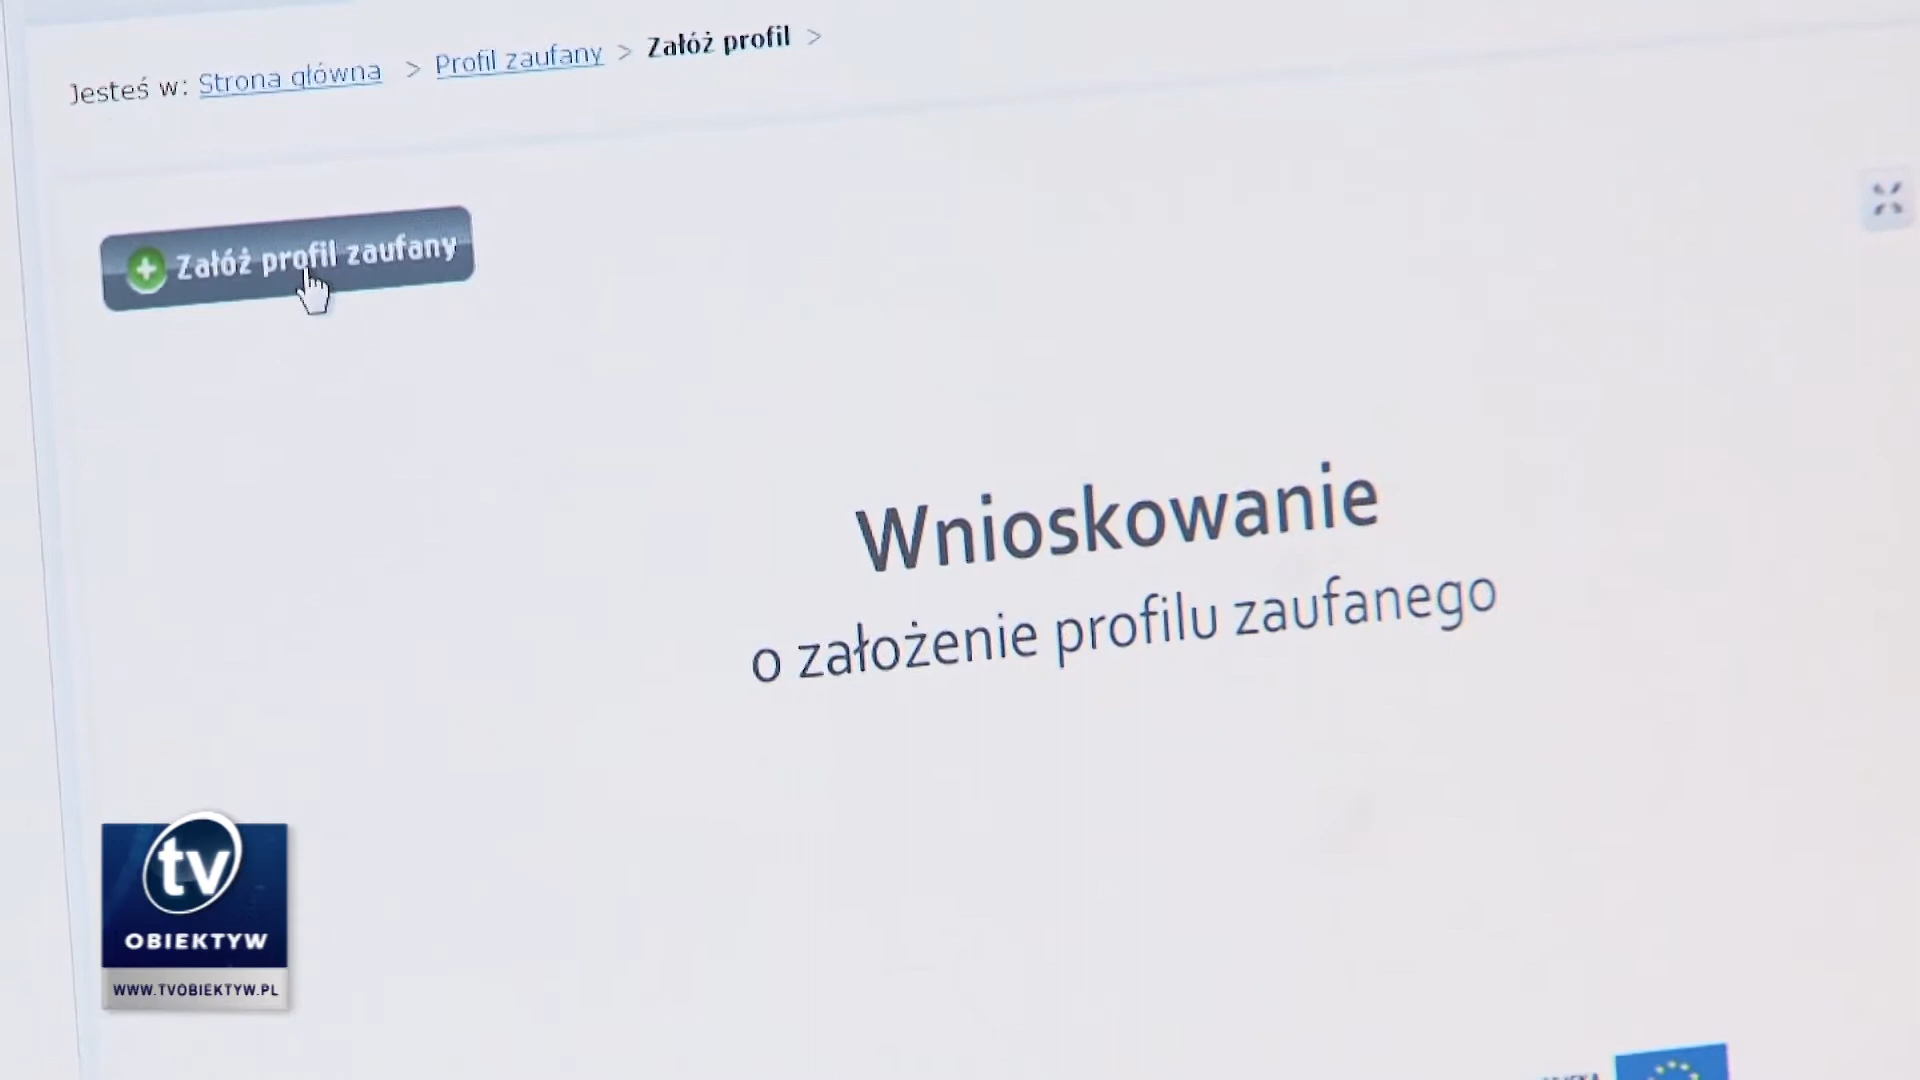 Jesteś w: Strona główna > Profil zaufany > Załóż profil >
Załóż profil zaufany
Wnioskowanie
o założenie profilu zaufanego
tv
OBIEKTYW
WWW.TVOBIEKTYW.PL